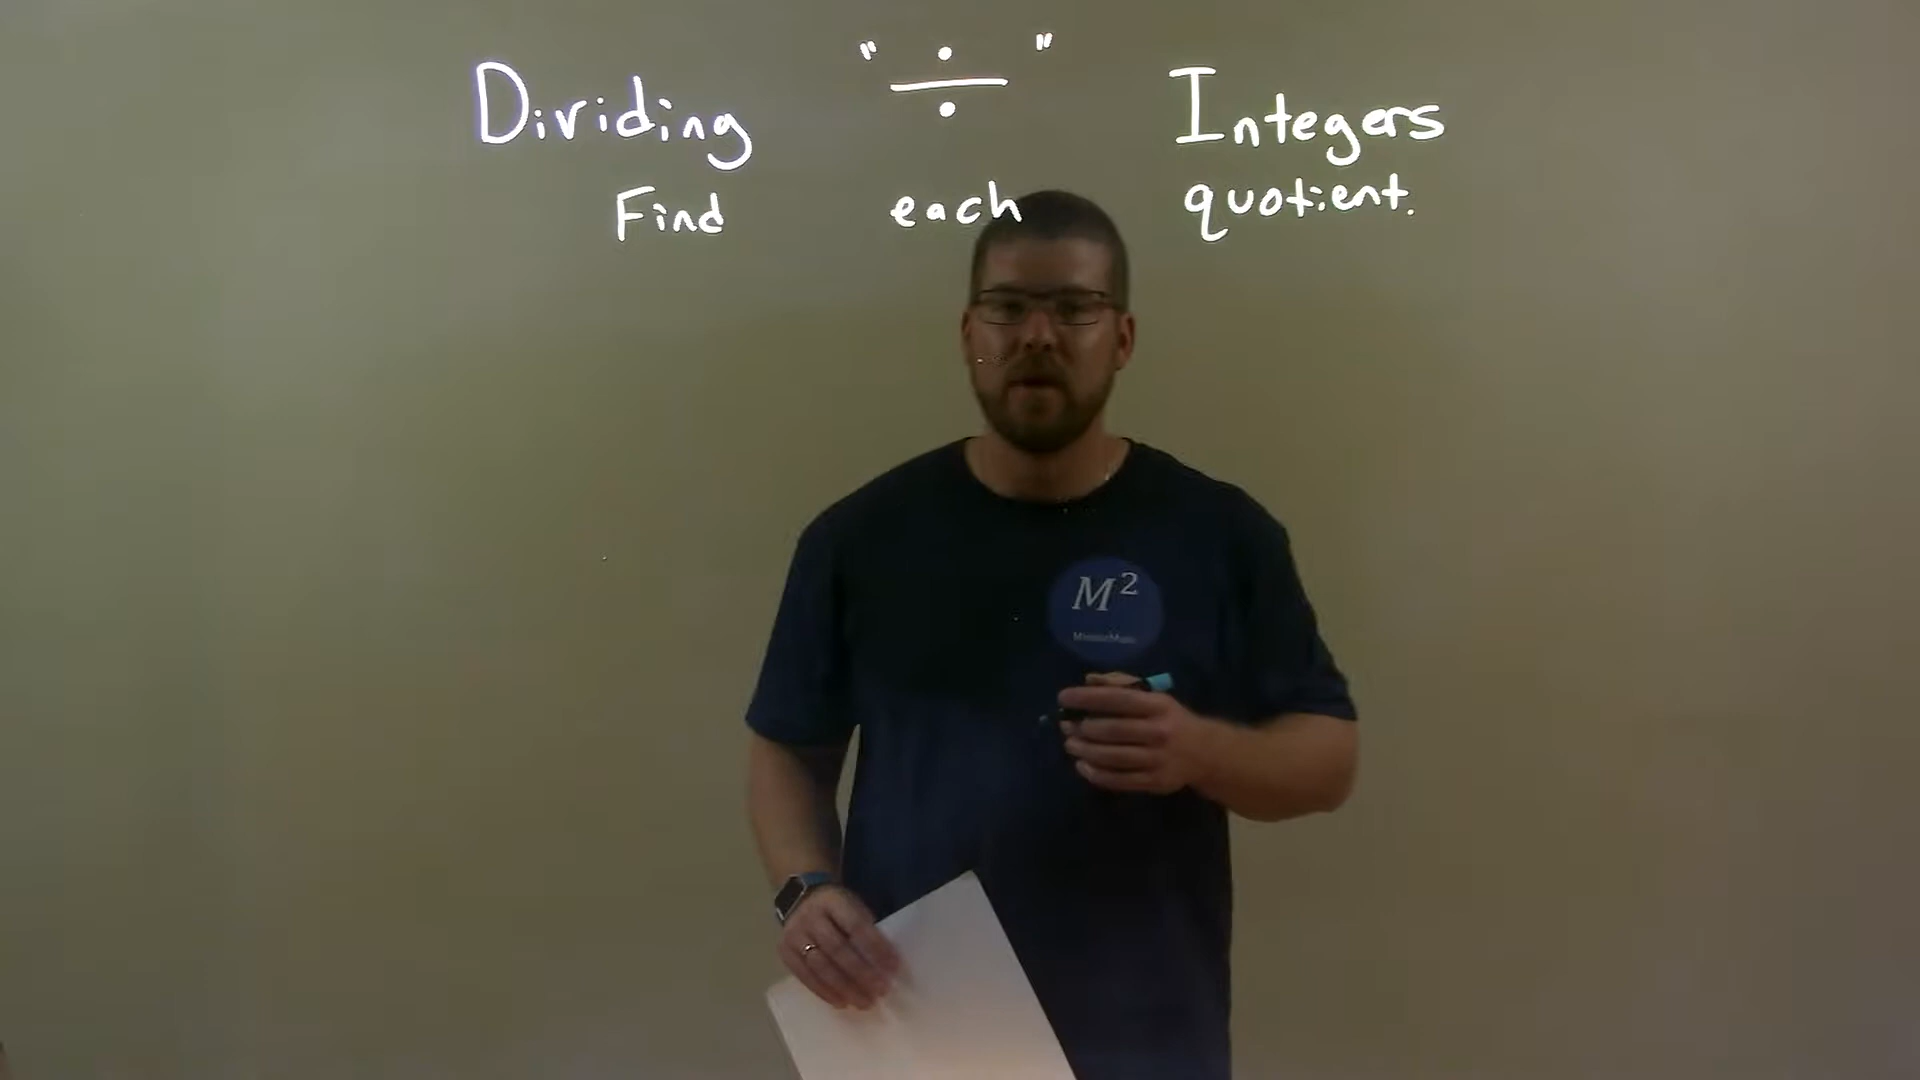 Dividing "÷" Integers
Find each quotient.
M²